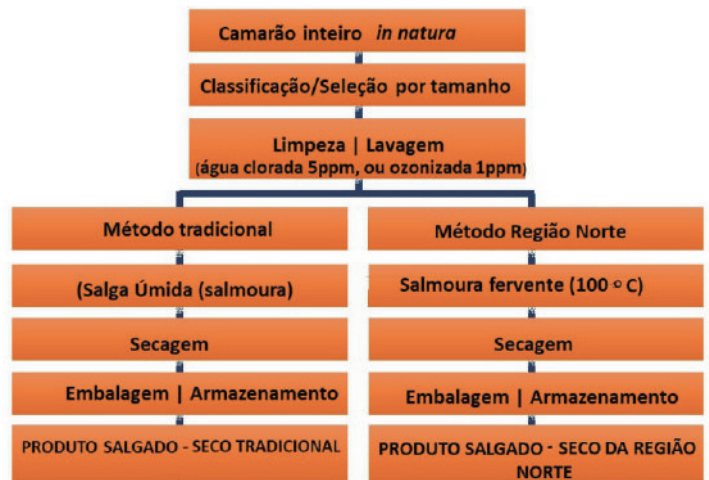 Camarão inteiro in natura
Classificação/Seleção por tamanho
Limpeza | Lavagem
(água clorada 5ppm, ou ozonizada 1ppm)
Método tradicional
(Salga Úmida (salmoura)
Secagem
Embalagem | Armazenamento
PRODUTO SALGADO - SECO TRADICIONAL
Método Região Norte
Salmoura fervente (100 °C)
Secagem
Embalagem | Armazenamento
PRODUTO SALGADO - SECO DA REGIÃO
NORTE